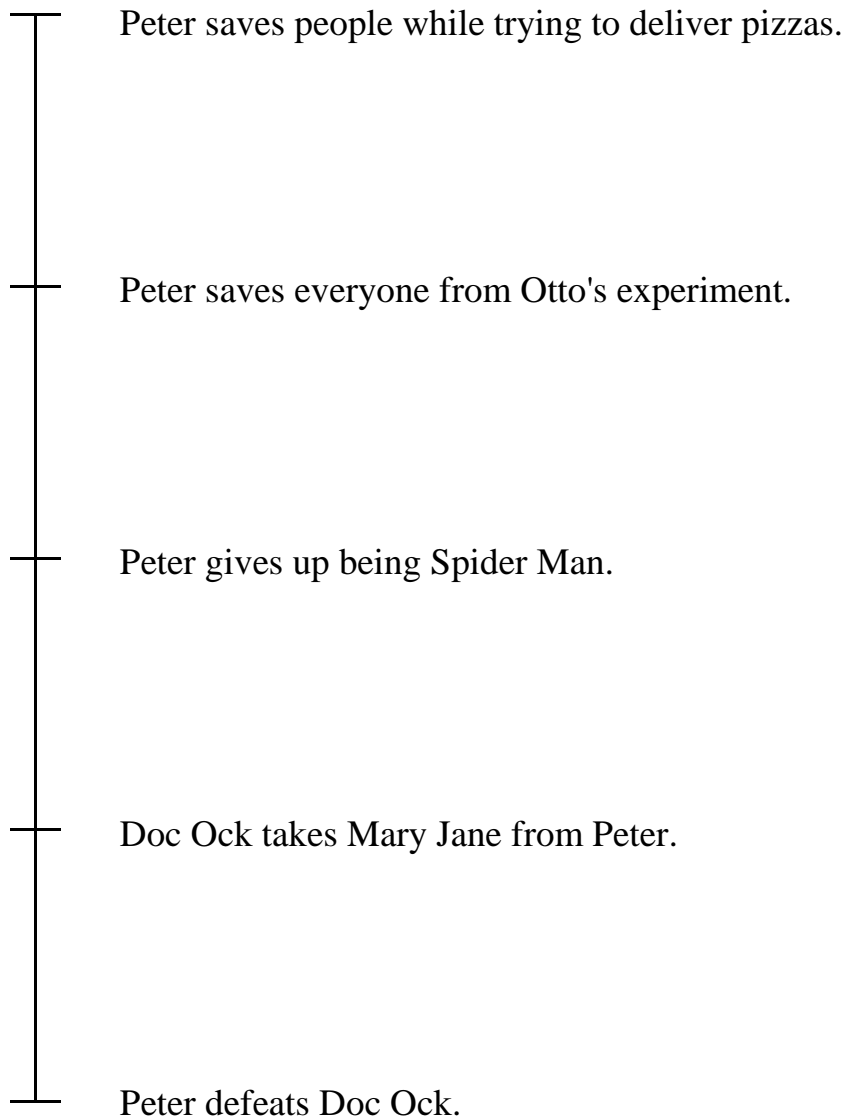 Peter saves people while trying to deliver pizzas.
Peter saves everyone from Otto's experiment.
Peter gives up being Spider Man.
Doc Ock takes Mary Jane from Peter.
Peter defeats Doc Ock.